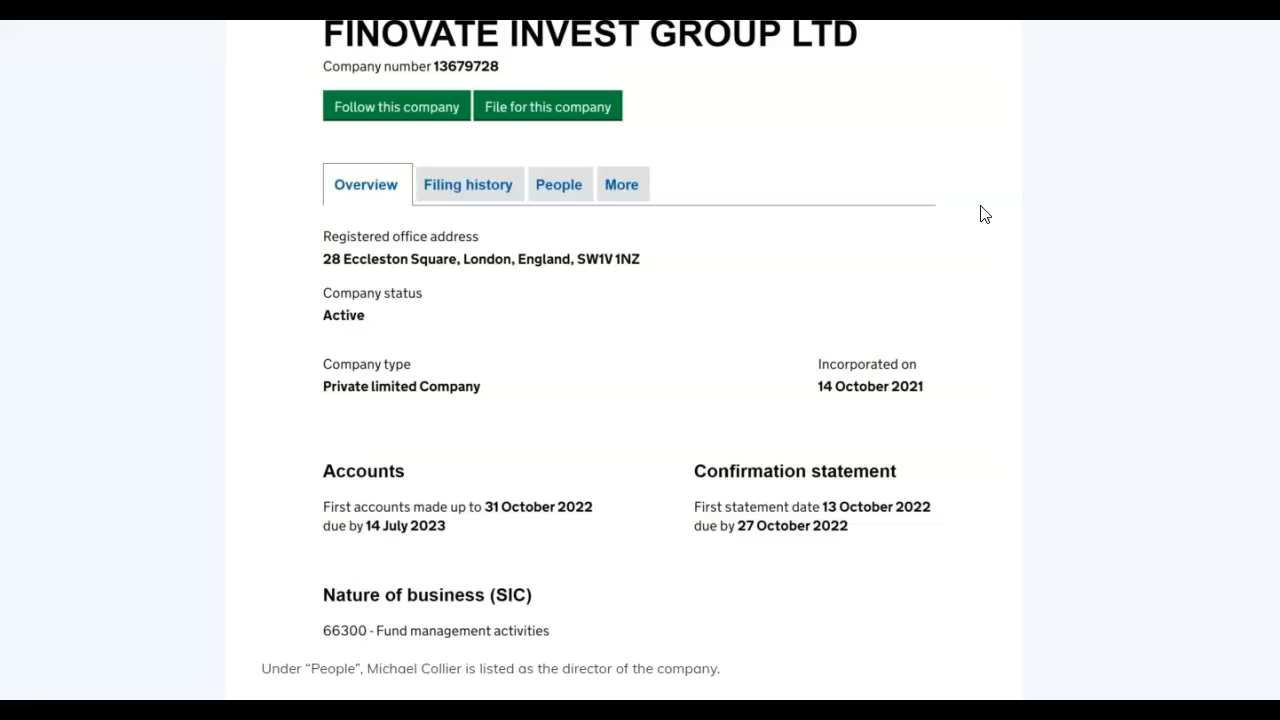 FINOVATE INVEST GROUP LTD
Company number 13679728
Follow this company File for this company
Overview Filing history People More
Registered office address
28 Eccleston Square, London, England, SW1V 1NZ
Company status
Active
Company type Incorporated on
Private limited Company 14 October 2021
Accounts Confirmation statement
First accounts made up to 31 October 2022 First statement date 13 October 2022
due by 14 July 2023 due by 27 October 2022
Nature of business (SIC)
66300 - Fund management activities
Under “People”, Michael Collier is listed as the director of the company.